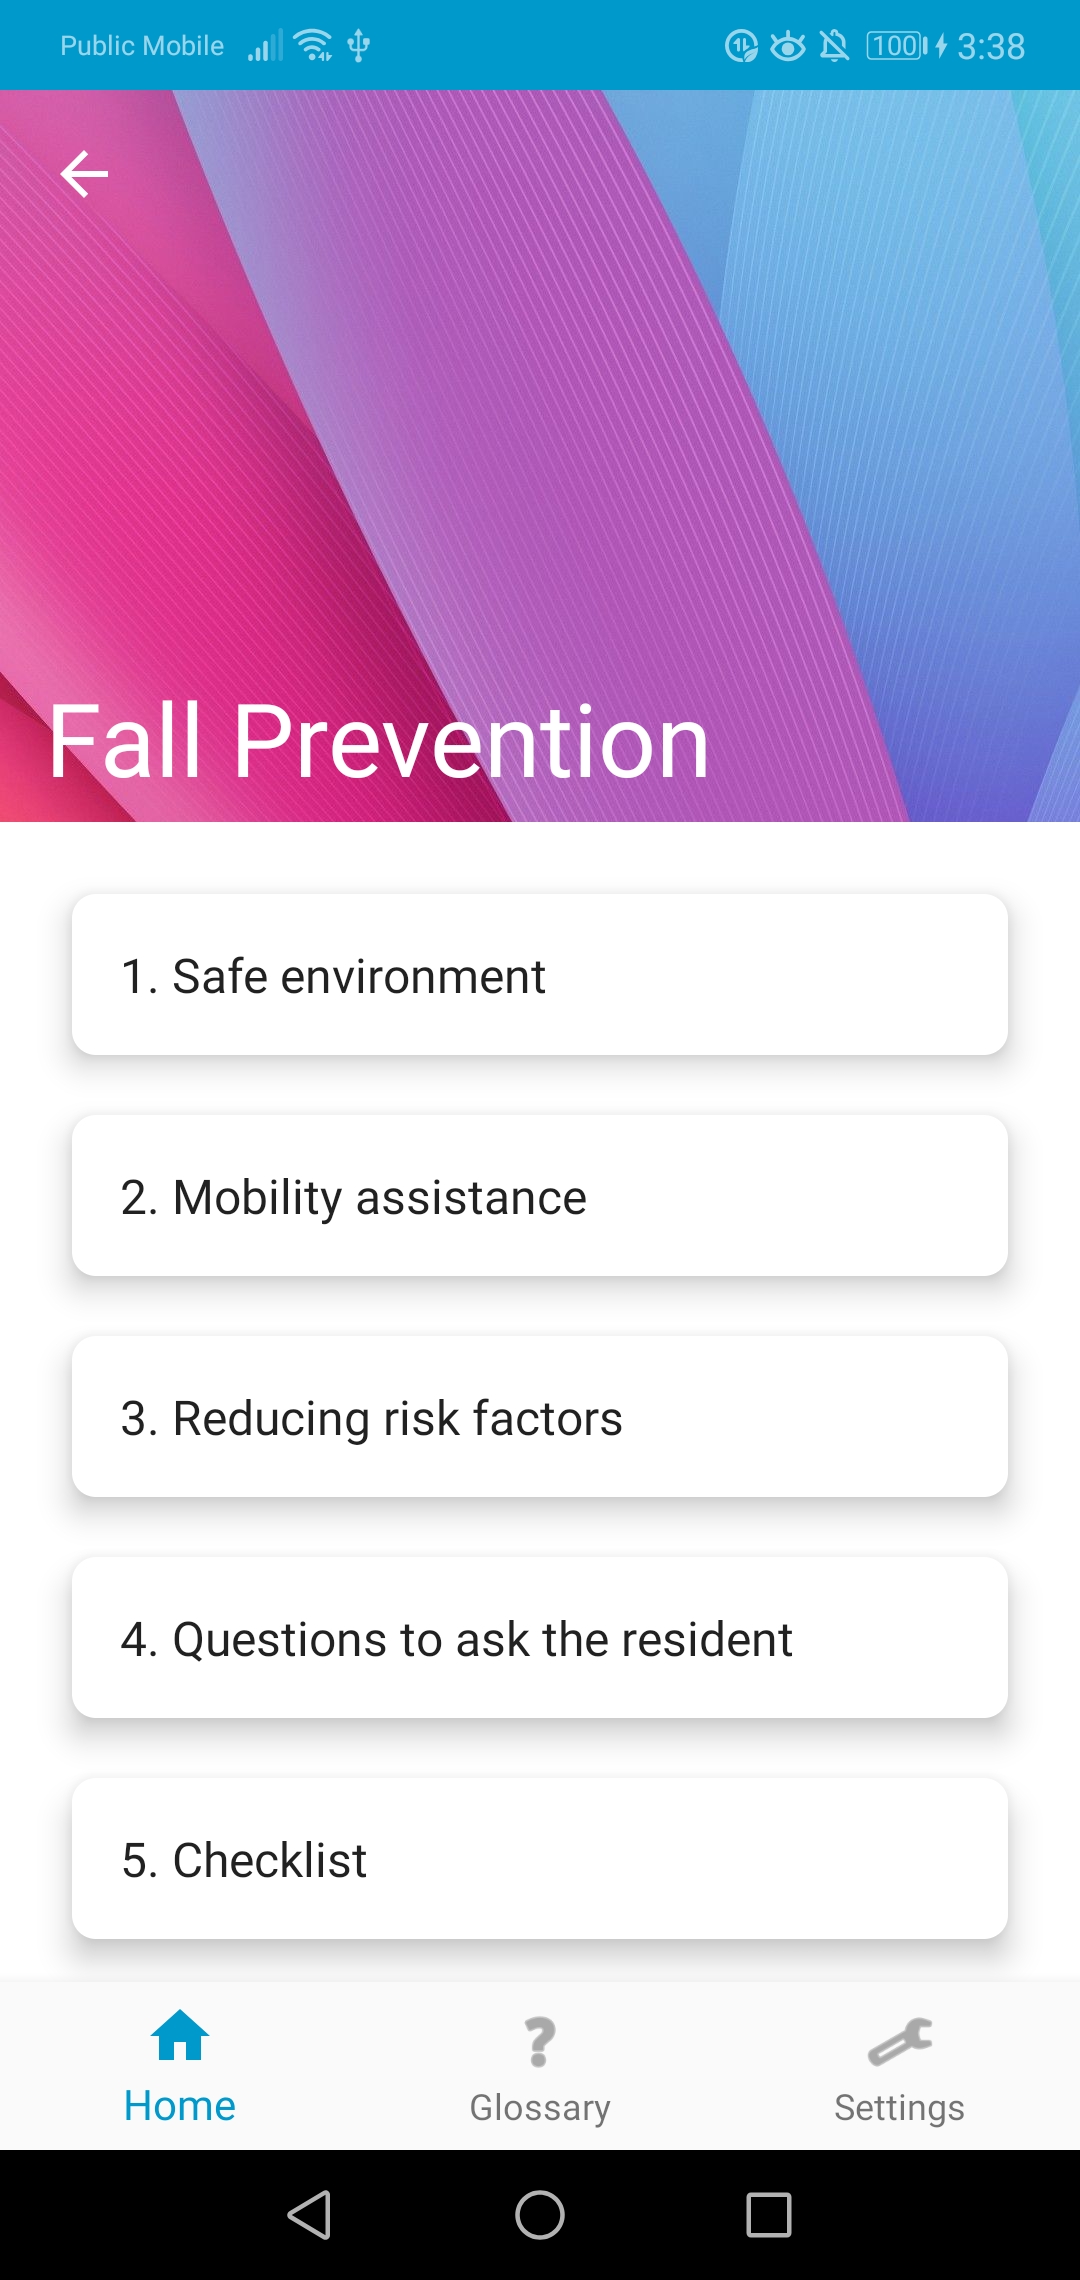 Public Mobile 100 3:38
Fall Prevention
1. Safe environment
2. Mobility assistance
3. Reducing risk factors
4. Questions to ask the resident
5. Checklist
Home Glossary Settings